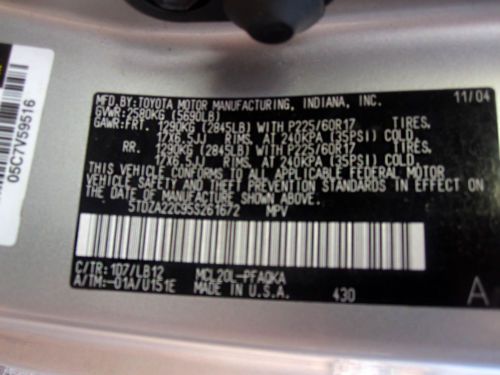 05C7V59516
MFD. BY: TOYOTA MOTOR MANUFACTURING, INDIANA, INC. 11/04
GVWR: 2580KG (5690LB)
GAWR: FRT. 1290KG (2845LB) WITH P225/60R17 TIRES,
17X6.5JJ RIMS, AT 240KPA (35PSI) COLD.
RR. 1290KG (2845LB) WITH P225/60R17 TIRES,
17X6.5JJ RIMS, AT 240KPA (35PSI) COLD.
THIS VEHICLE CONFORMS TO ALL APPLICABLE FEDERAL MOTOR
VEHICLE SAFETY AND THEFT PREVENTION STANDARDS IN EFFECT
ON THE DATE OF MANUFACTURE SHOWN ABOVE.
5TDZA22C95S261672 MPV
C/TR: 1D7/LB12 MCL20L-PFAQKA
A/TM: -01A/U151E MADE IN U.S.A. 430 A